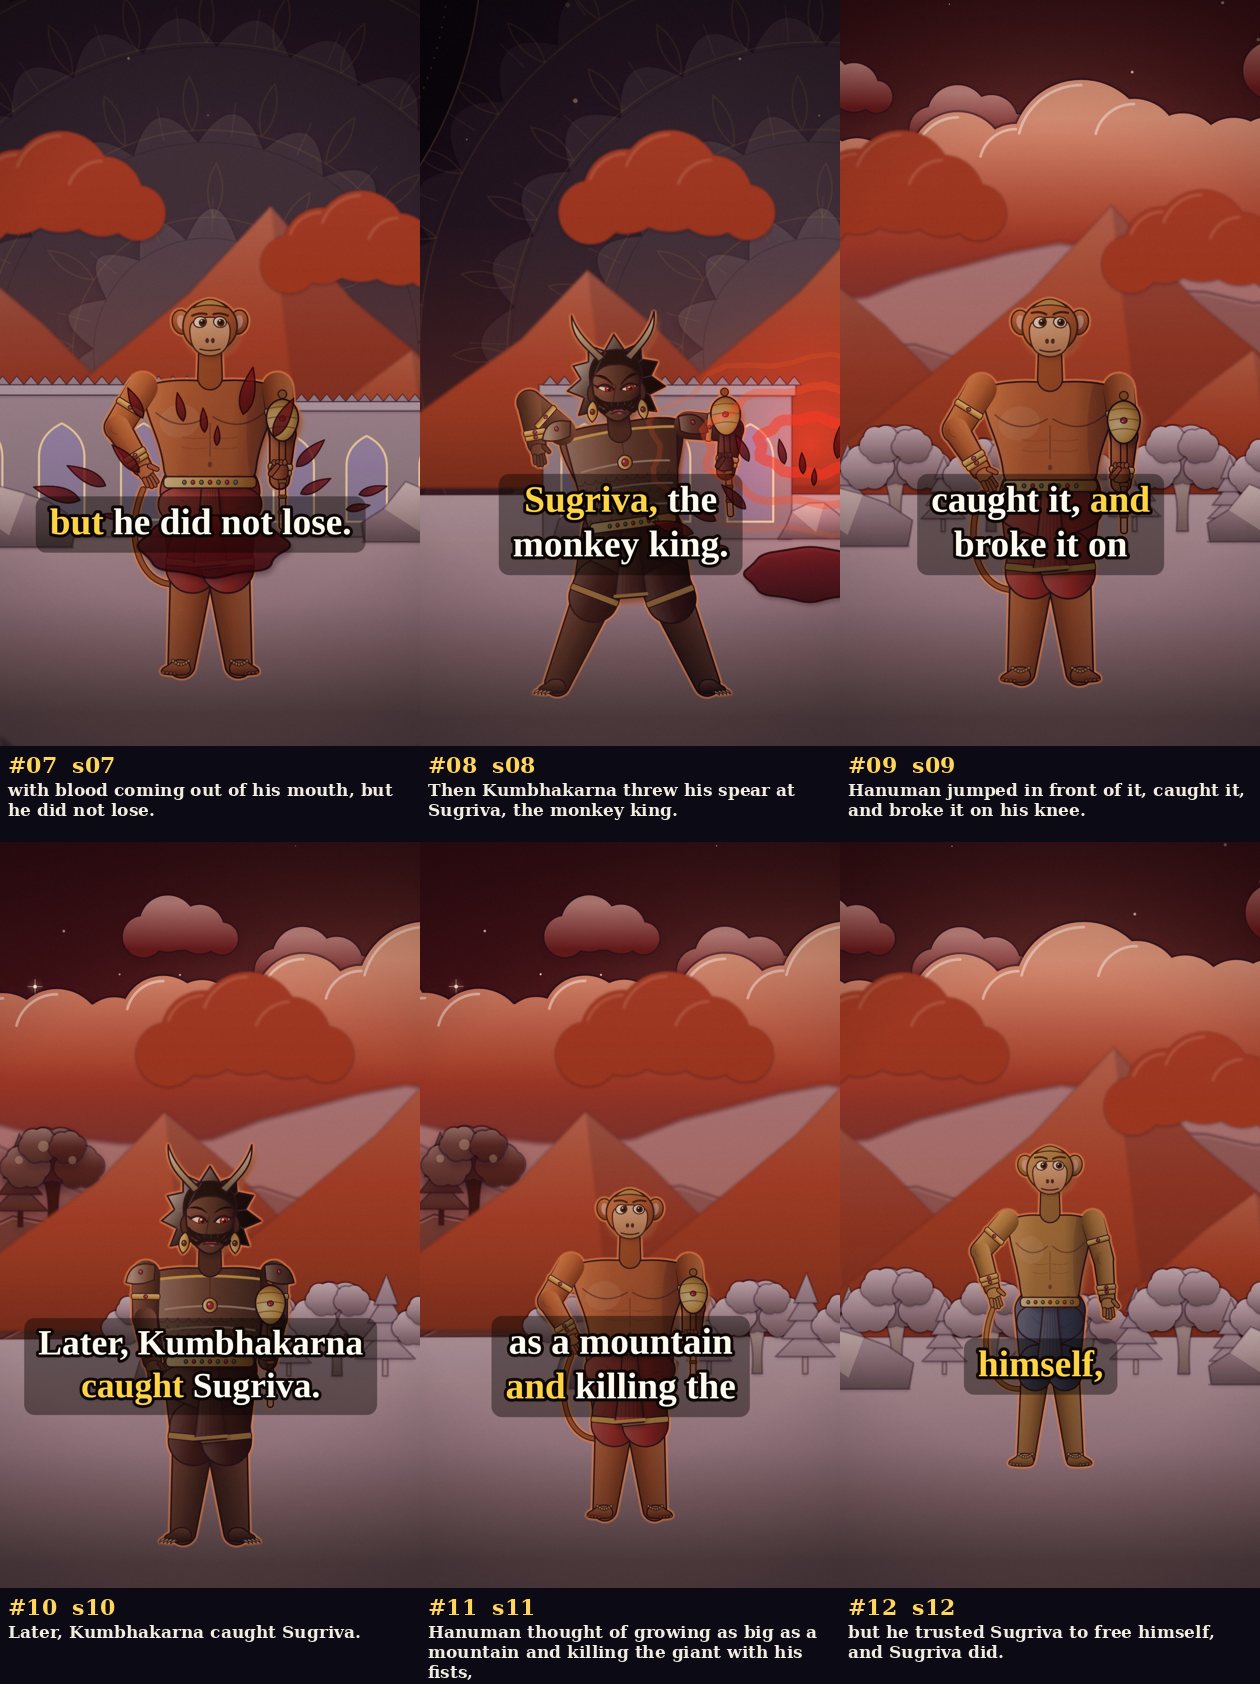 but he did not lose.
#07 s07
with blood coming out of his mouth, but
he did not lose.
Sugriva, the
monkey king.
#08 s08
Then Kumbhakarna threw his spear at
Sugriva, the monkey king.
caught it, and
broke it on
#09 s09
Hanuman jumped in front of it, caught it,
and broke it on his knee.
Later, Kumbhakarna
caught Sugriva.
#10 s10
Later, Kumbhakarna caught Sugriva.
as a mountain
and killing the
#11 s11
Hanuman thought of growing as big as a
mountain and killing the giant with his
fists,
himself,
#12 s12
but he trusted Sugriva to free himself,
and Sugriva did.